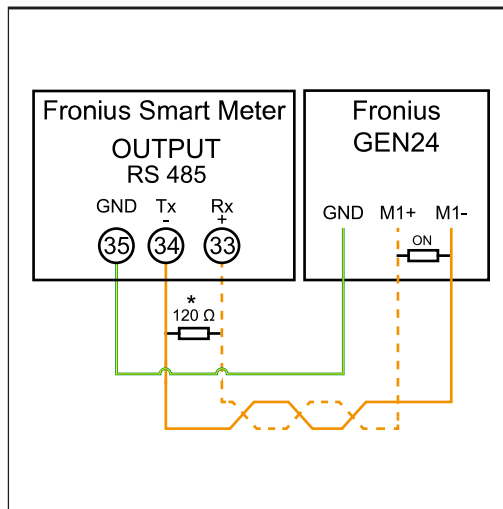 Fronius Smart Meter
OUTPUT
RS 485
GND Tx Rx
- +
35 34 33
Fronius
GEN24
GND M1+ M1-
ON
*
120 Ω